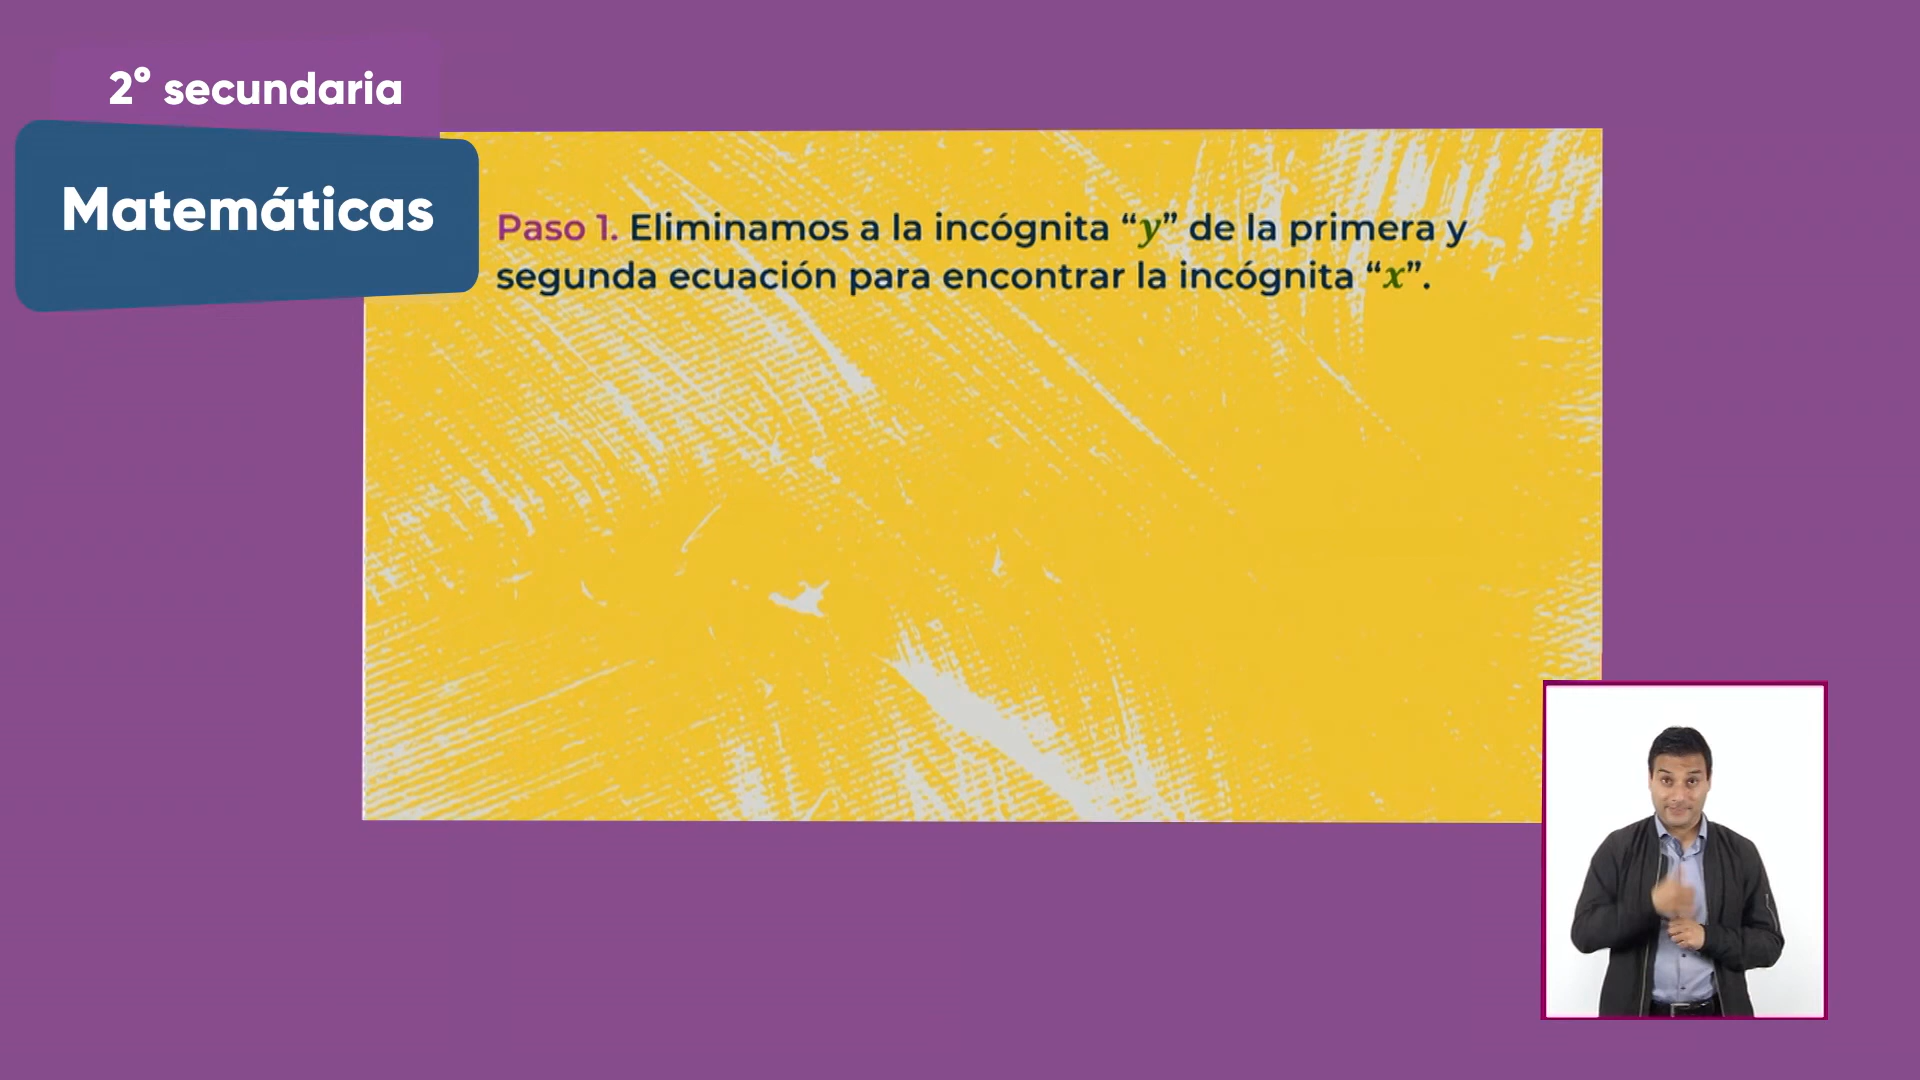 2° secundaria
Matemáticas
Paso 1. Eliminamos a la incógnita “y” de la primera y
segunda ecuación para encontrar la incógnita “x”.